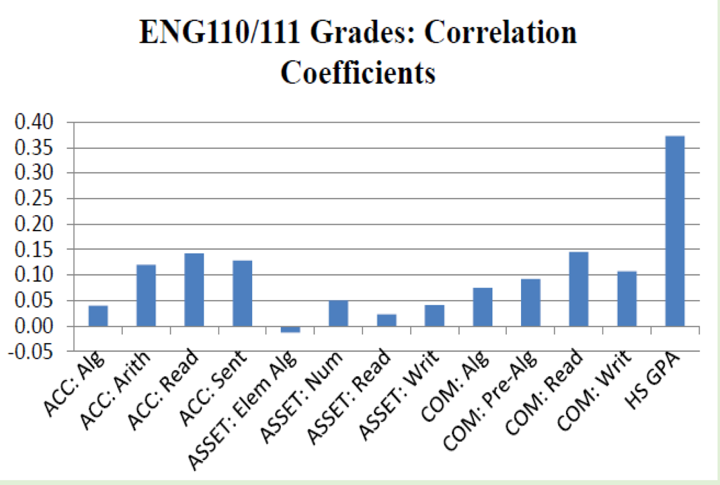 ENG110/111 Grades: Correlation
Coefficients
0.40
0.35
0.30
0.25
0.20
0.15
0.10
0.05
0.00
-0.05
ACC: Alg
ACC: Arith
ACC: Read
ACC: Sent
ASSET: Elem Alg
ASSET: Num
ASSET: Read
ASSET: Writ
COM: Alg
COM: Pre-Alg
COM: Read
COM: Writ
HS GPA